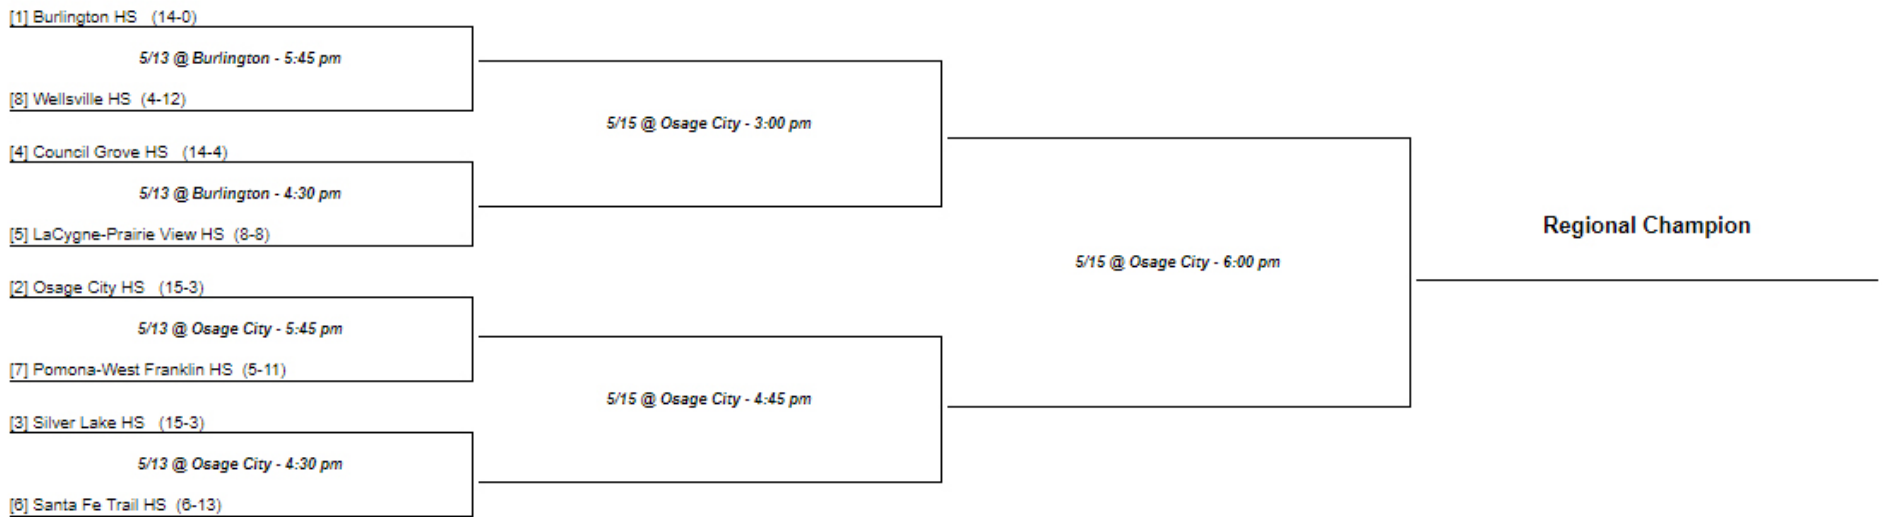 [1] Burlington HS (14-0)
5/13 @ Burlington - 5:45 pm
[8] Wellsville HS (4-12)
5/15 @ Osage City - 3:00 pm
[4] Council Grove HS (14-4)
5/13 @ Burlington - 4:30 pm
[5] LaCygne-Prairie View HS (8-8)
Regional Champion
5/15 @ Osage City - 6:00 pm
[2] Osage City HS (15-3)
5/13 @ Osage City - 5:45 pm
[7] Pomona-West Franklin HS (5-11)
5/15 @ Osage City - 4:45 pm
[3] Silver Lake HS (15-3)
5/13 @ Osage City - 4:30 pm
[6] Santa Fe Trail HS (6-13)